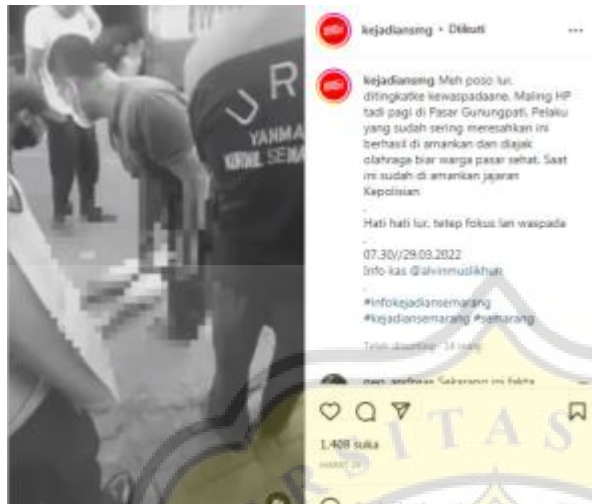 kejadiansmg • Diikuti
kejadiansmg Meh poso lur,
ditingkatke kewaspadaane. Maling HP
tadi pagi di Pasar Gunungpati. Pelaku
yang sudah sering meresahkan ini
berhasil di amankan dan diajak
olahraga biar warga pasar sehat. Saat
ini sudah di amankan jajaran
Kepolisian
.
Hati hati lur, tetep fokus lan waspada
.
07.30//29.03.2022
Info kas @alvinmuslikhun
.
#infokejadiansemarang
#kejadiansemarang #semarang
Sekarang ini fakta
1.408 suka
MARET 29
U R
YANMA
SEMA
S I T A S
R S